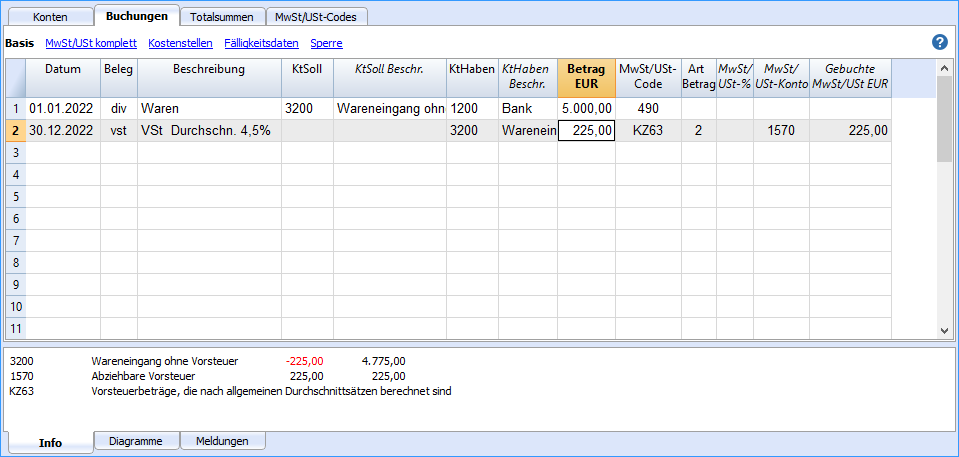 Konten Buchungen Totalsummen MwSt/USt-Codes
Basis MwSt/USt komplett Kostenstellen Fälligkeitsdaten Sperre ?
Datum Beleg Beschreibung KtSoll KtSoll Beschr. KtHaben KtHaben Beschr. Betrag EUR MwSt/USt-Code Art Betrag MwSt/USt-% MwSt/USt-Konto Gebuchte MwSt/USt EUR
1 01.01.2022 div Waren 3200 Wareneingang ohn 1200 Bank 5.000,00 490
2 30.12.2022 vst VSt Durchschn. 4,5% 3200 Warenein 225,00 KZ63 2 1570 225,00
3
4
5
6
7
8
9
10
11
3200 Wareneingang ohne Vorsteuer -225,00 4.775,00
1570 Abziehbare Vorsteuer 225,00 225,00
KZ63 Vorsteuerbeträge, die nach allgemeinen Durchschnittsätzen berechnet sind
Info Diagramme Meldungen